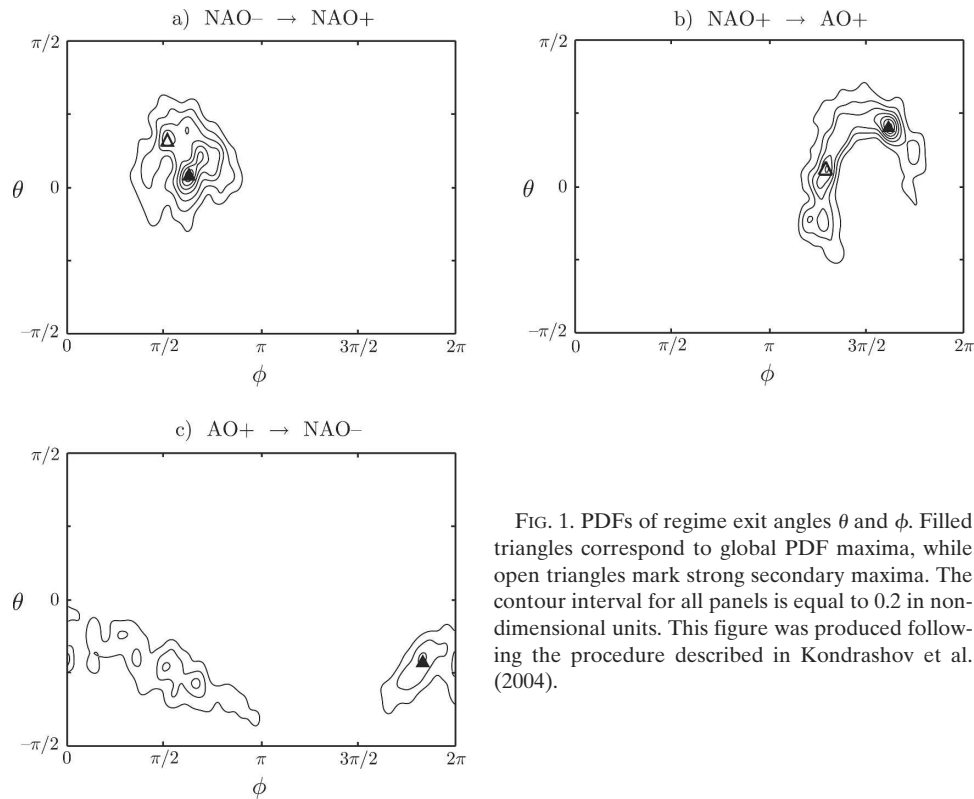 a) NAO– → NAO+
π/2
θ
0
–π/2
0
π/2
π
3π/2
2π
ϕ
b) NAO+ → AO+
π/2
θ
0
–π/2
0
π/2
π
3π/2
2π
ϕ
c) AO+ → NAO–
π/2
θ
0
–π/2
0
π/2
π
3π/2
2π
ϕ
FIG. 1. PDFs of regime exit angles θ and ϕ. Filled
triangles correspond to global PDF maxima, while
open triangles mark strong secondary maxima. The
contour interval for all panels is equal to 0.2 in non-
dimensional units. This figure was produced follow-
ing the procedure described in Kondrashov et al.
(2004).